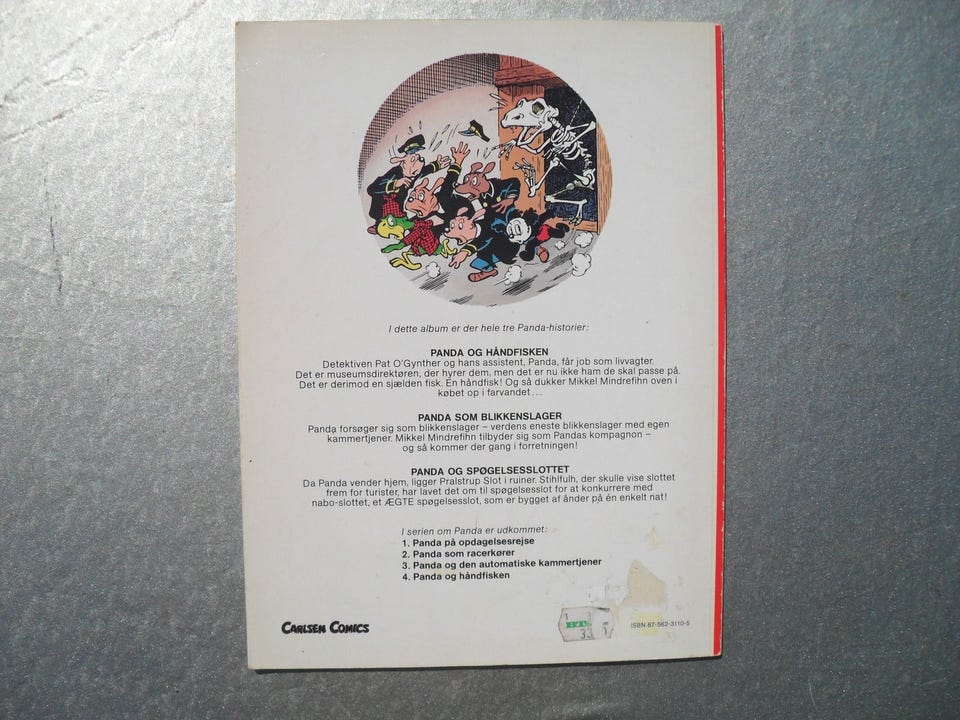 I dette album er der hele tre Panda-historier:
PANDA OG HÅNDFISKEN
Detektiven Pat O'Gynther og hans assistent, Panda, får job som livvagter.
Det er museumsdirektøren, der hyrer dem, men det er nu ikke ham de skal passe på.
Det er derimod en sjælden fisk. En håndfisk! Og så dukker Mikkel Mindrefihn oven i
købet op i farvandet...
PANDA SOM BLIKKENSLAGER
Panda forsøger sig som blikkenslager – verdens eneste blikkenslager med egen
kammertjener. Mikkel Mindrefihn tilbyder sig som Pandas kompagnon –
og så kommer der gang i forretningen!
PANDA OG SPØGELSESSLOTTET
Da Panda vender hjem, ligger Pralstrup Slot i ruiner. Stihlfulh, der skulle vise slottet
frem for turister, har lavet det om til spøgelsesslot for at konkurrere med
nabo-slottet, et ÆGTE spøgelsesslot, som er bygget af ånder på én enkelt nat!
I serien om Panda er udkommet:
1. Panda på opdagelsesrejse
2. Panda som racerkører
3. Panda og den automatiske kammertjener
4. Panda og håndfisken
CARLSEN COMICS
1
33
ISBN 87-562-3110-5